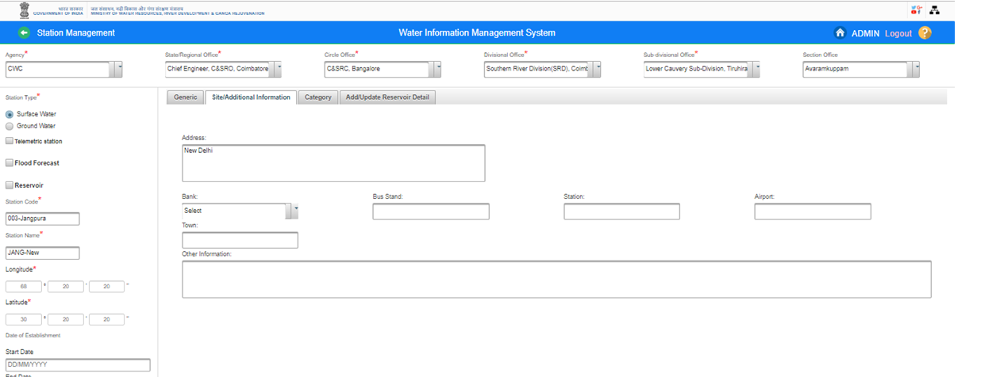 भारत सरकार
GOVERNMENT OF INDIA
जल संसाधन, नदी विकास और गंगा संरक्षण मंत्रालय
MINISTRY OF WATER RESOURCES, RIVER DEVELOPMENT & GANGA REJUVENATION
Station Management
Water Information Management System
ADMIN Logout ?
Agency*
State/Regional Office*
Circle Office*
Divisional Office*
Sub-divisional Office*
Section Office
CWC
Chief Engineer, C&SRO, Coimbatore
C&SRC, Bangalore
Southern River Division(SRD), Coimb
Lower Cauvery Sub-Division, Tiruhira
Avaramkuppam
Station Type*
Surface Water
Ground Water
Telemetric station
Flood Forecast
Reservoir
Station Code*
003-Jangpura
Station Name*
JANG-New
Longitude*
68 ° 20 ' 20 "
Latitude*
30 ° 20 ' 20 "
Date of Establishment
Start Date
DD/MM/YYYY
End Date
Generic
Site/Additional Information
Category
Add/Update Reservoir Detail
Address:
New Delhi
Bank:
Bus Stand:
Station:
Airport:
Select
Town:
Other Information: